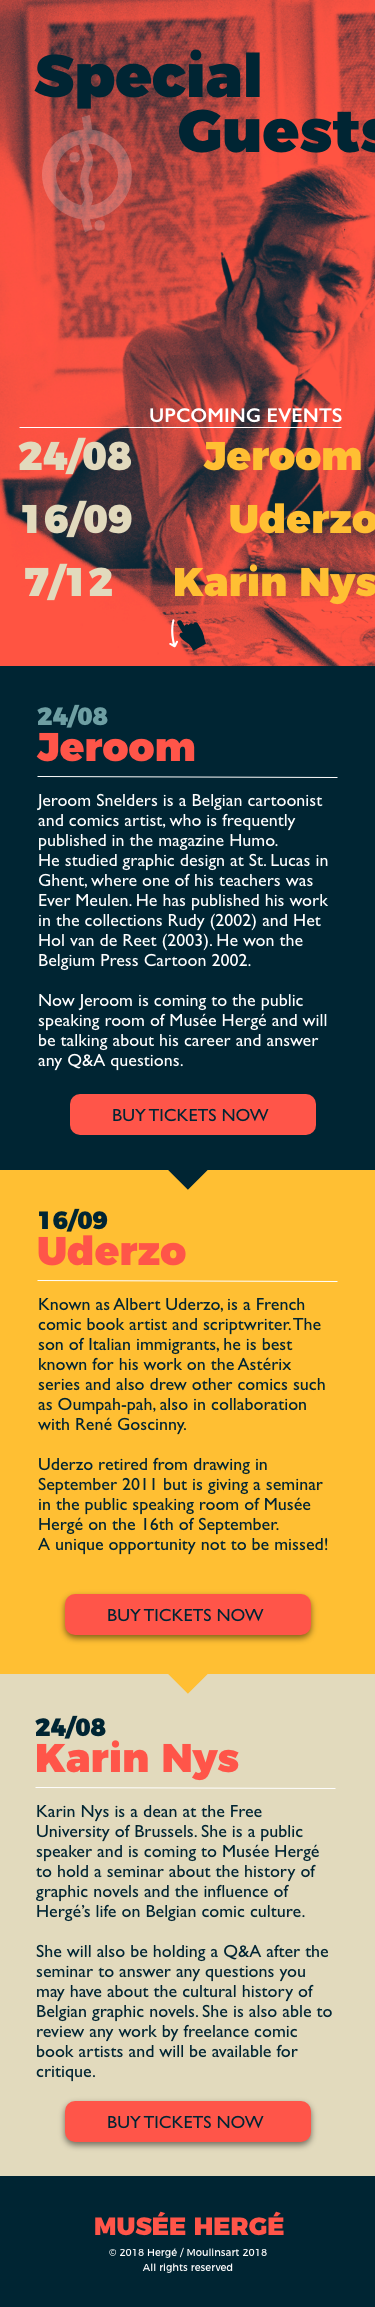 Special
Guests
UPCOMING EVENTS
24/08 Jeroom
16/09 Uderzo
7/12 Karin Nys
24/08
Jeroom
Jeroom Snelders is a Belgian cartoonist
and comics artist, who is frequently
published in the magazine Humo.
He studied graphic design at St. Lucas in
Ghent, where one of his teachers was
Ever Meulen. He has published his work
in the collections Rudy (2002) and Het
Hol van de Reet (2003). He won the
Belgium Press Cartoon 2002.
Now Jeroom is coming to the public
speaking room of Musée Hergé and will
be talking about his career and answer
any Q&A questions.
BUY TICKETS NOW
16/09
Uderzo
Known as Albert Uderzo, is a French
comic book artist and scriptwriter. The
son of Italian immigrants, he is best
known for his work on the Astérix
series and also drew other comics such
as Oumpah-pah, also in collaboration
with René Goscinny.
Uderzo retired from drawing in
September 2011 but is giving a seminar
in the public speaking room of Musée
Hergé on the 16th of September.
A unique opportunity not to be missed!
BUY TICKETS NOW
24/08
Karin Nys
Karin Nys is a dean at the Free
University of Brussels. She is a public
speaker and is coming to Musée Hergé
to hold a seminar about the history of
graphic novels and the influence of
Hergé's life on Belgian comic culture.
She will also be holding a Q&A after the
seminar to answer any questions you
may have about the cultural history of
Belgian graphic novels. She is also able to
review any work by freelance comic
book artists and will be available for
critique.
BUY TICKETS NOW
MUSÉE HERGÉ
© 2018 Hergé / Moulinsart 2018
All rights reserved